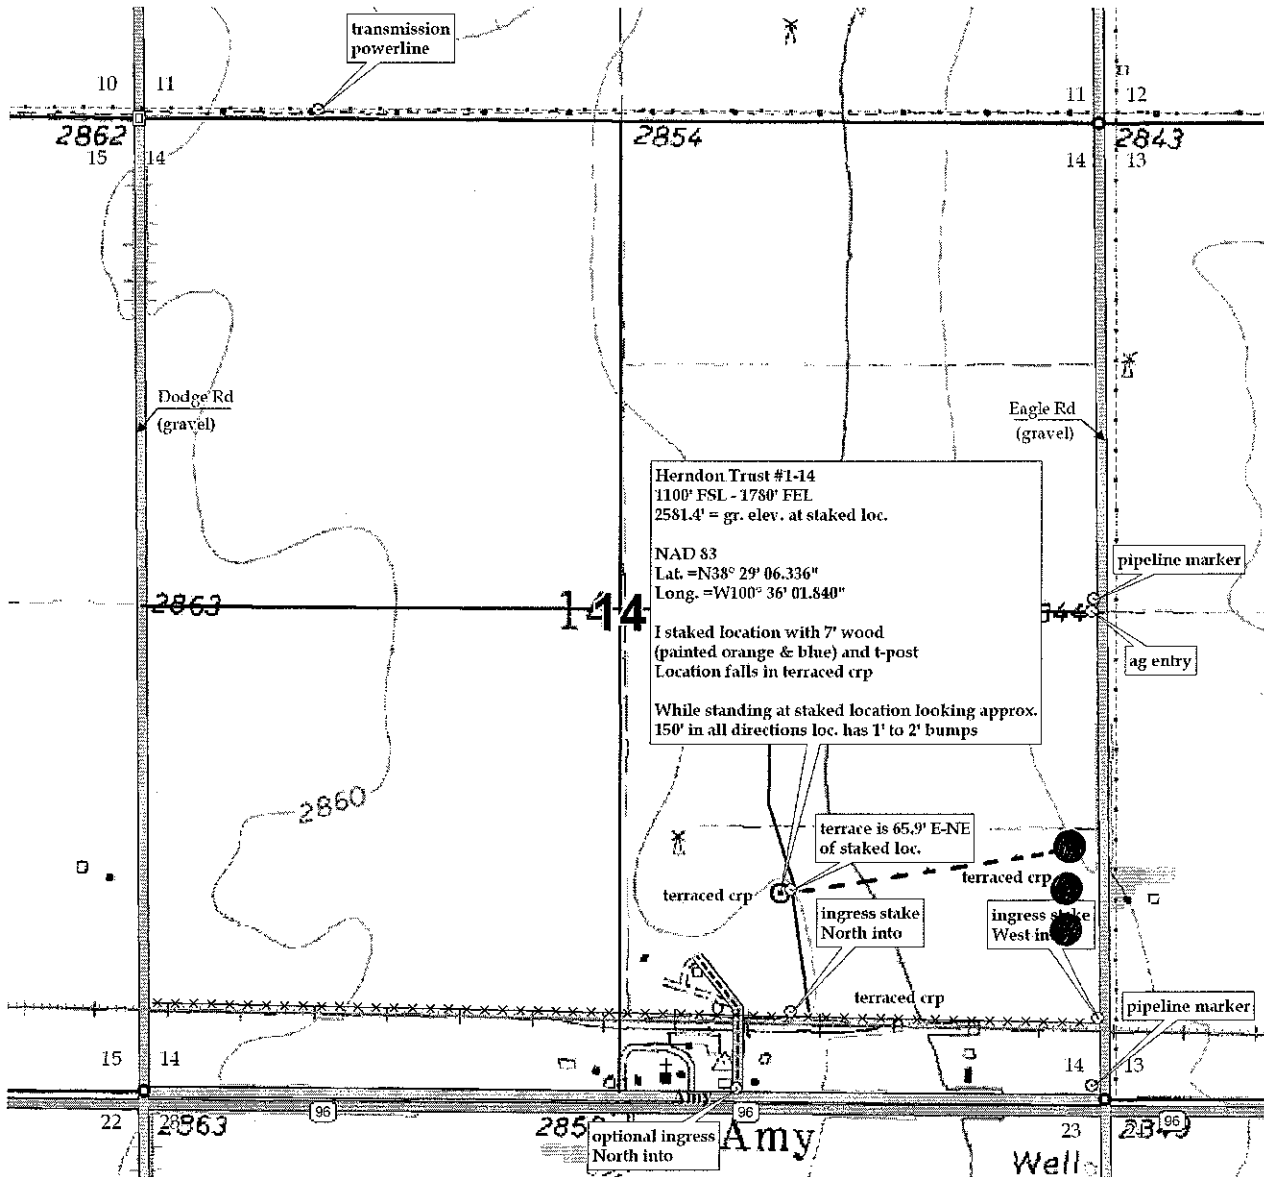 transmission
powerline
10 11
11 12
2862
2854
2843
15 14
14 13
Dodge Rd
(gravel)
Eagle Rd
(gravel)
Herndon Trust #1-14
1100' FSL - 1780' FEL
2581.4' = gr. elev. at staked loc.
NAD 83
Lat. =N38° 29' 06.336"
Long. =W100° 36' 01.840"
I staked location with 7' wood
(painted orange & blue) and t-post
Location falls in terraced crp
While standing at staked location looking approx.
150' in all directions loc. has 1' to 2' bumps
pipeline marker
2863
14
ag entry
2860
terrace is 65.9' E-NE
of staked loc.
terraced crp
terraced crp
ingress stake
North into
ingress stake
West in
terraced crp
pipeline marker
15 14
14 13
Amy
96
96
96
22
2863
23
optional ingress
North into
Amy
Well